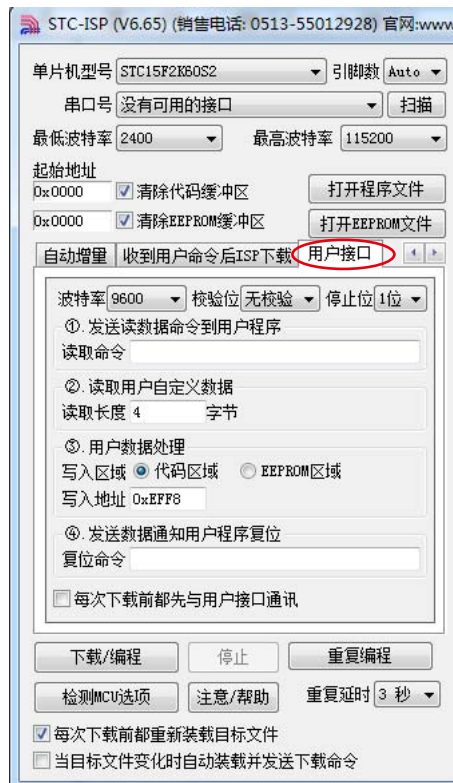 STC-ISP (V6.65) (销售电话: 0513-55012928) 官网:www
单片机型号 STC15F2K60S2 引脚数 Auto
串口号 没有可用的接口 扫描
最低波特率 2400 最高波特率 115200
起始地址
0x0000 清除代码缓冲区 打开程序文件
0x0000 清除EEPROM缓冲区 打开EEPROM文件
自动增量 收到用户命令后ISP下载 用户接口
波特率 9600 校验位 无校验 停止位 1位
①. 发送读数据命令到用户程序
读取命令
②. 读取用户自定义数据
读取长度 4 字节
③. 用户数据处理
写入区域 代码区域 EEPROM区域
写入地址 0xEFF8
④. 发送数据通知用户程序复位
复位命令
每次下载前都先与用户接口通讯
下载/编程 停止 重复编程
检测MCU选项 注意/帮助 重复延时 3 秒
每次下载前都重新装载目标文件
当目标文件变化时自动装载并发送下载命令